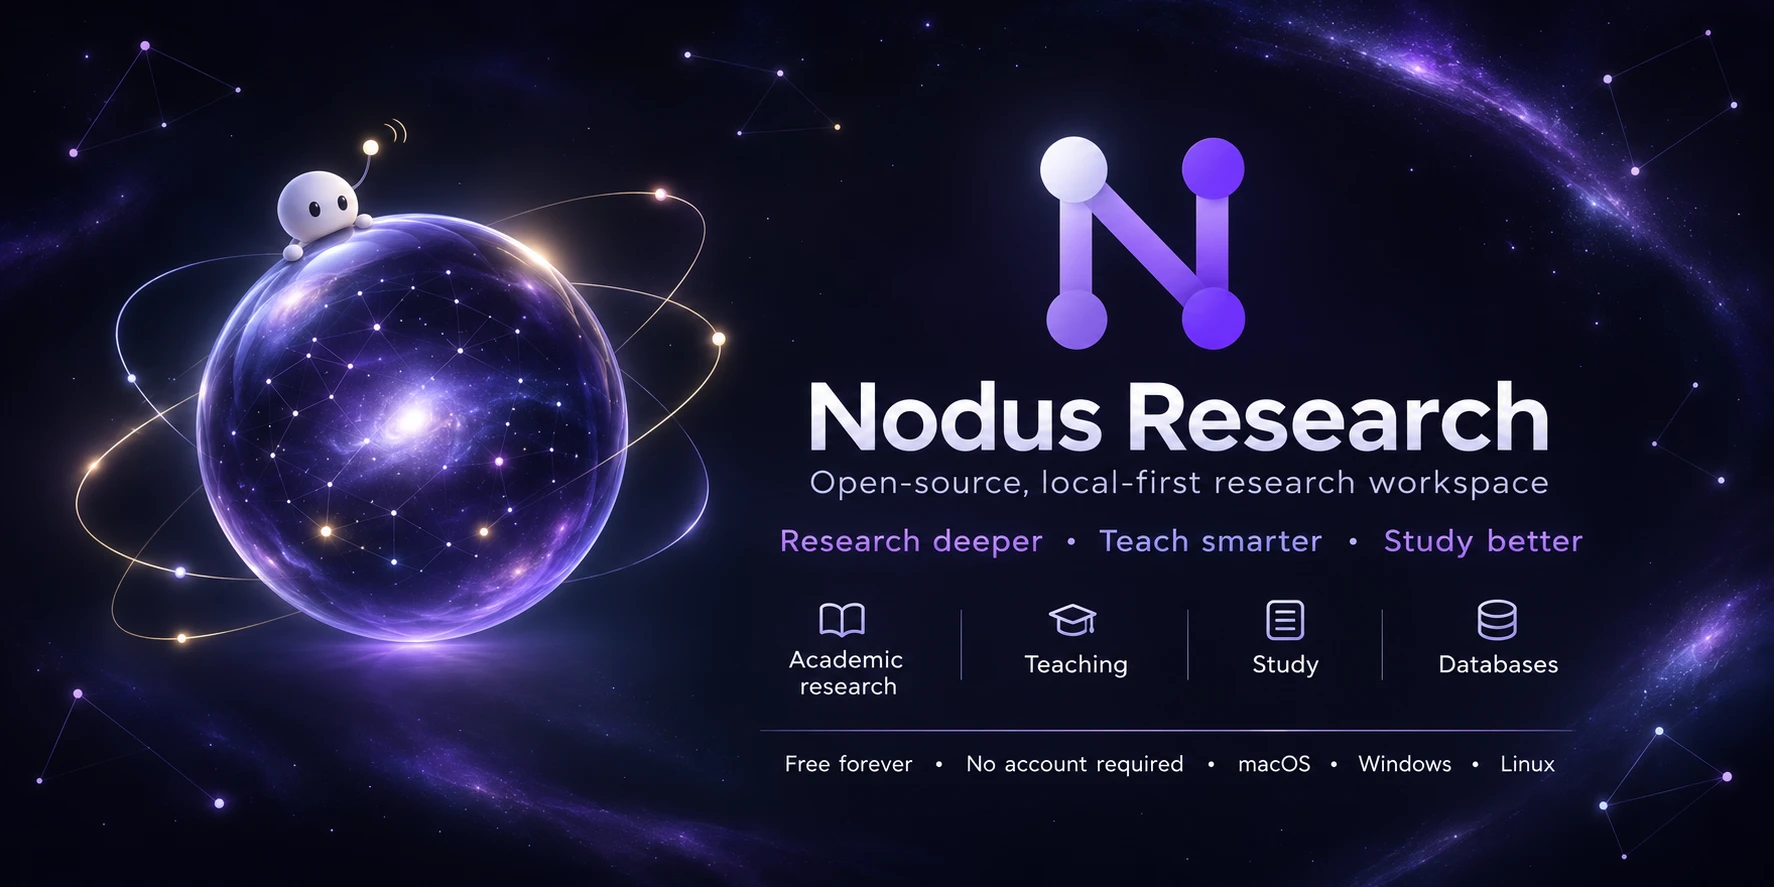 Nodus Research
Open-source, local-first research workspace
Research deeper • Teach smarter • Study better
Academic
research
Teaching
Study
Databases
Free forever • No account required • macOS • Windows • Linux